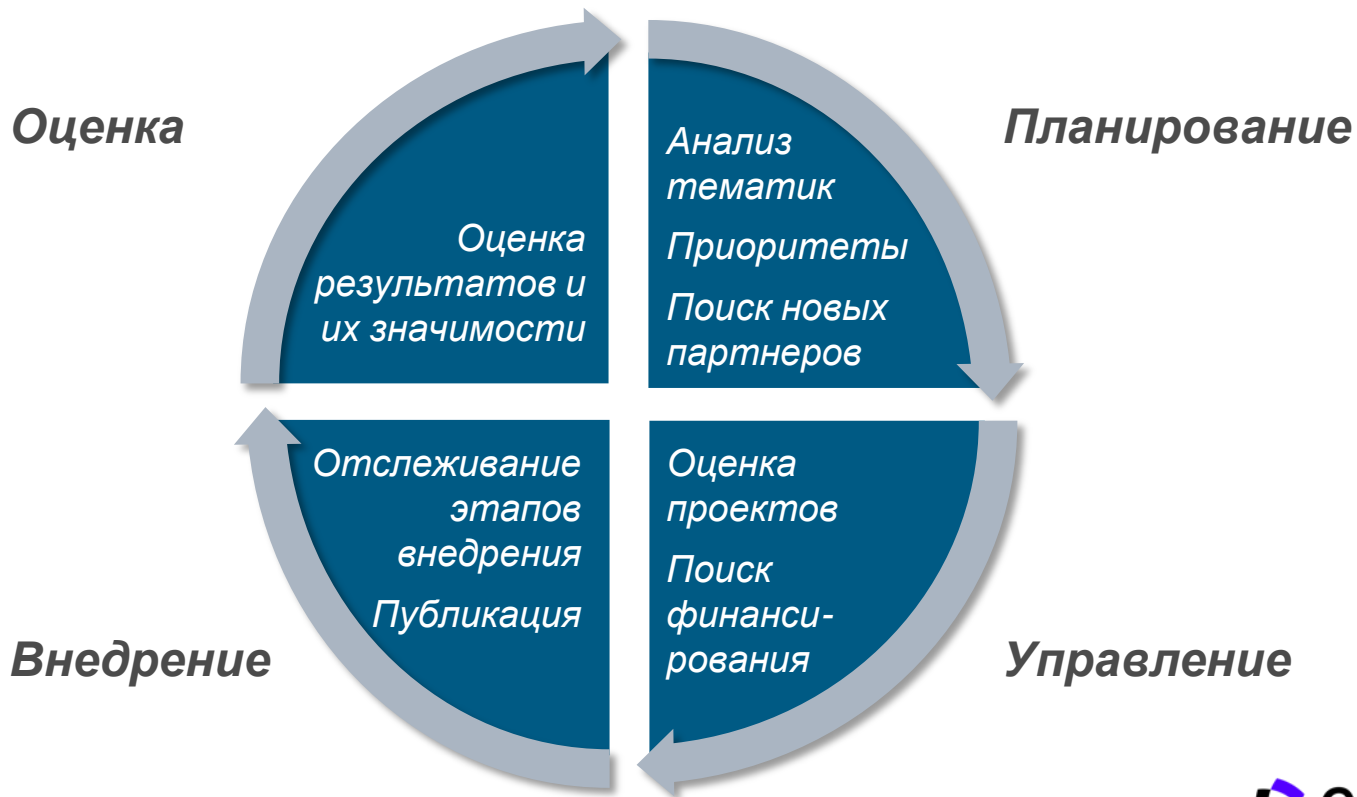 Оценка
Планирование
Оценка
результатов и
их значимости
Анализ
тематик
Приоритеты
Поиск новых
партнеров
Отслеживание
этапов
внедрения
Публикация
Оценка
проектов
Поиск
финанси-
рования
Внедрение
Управление